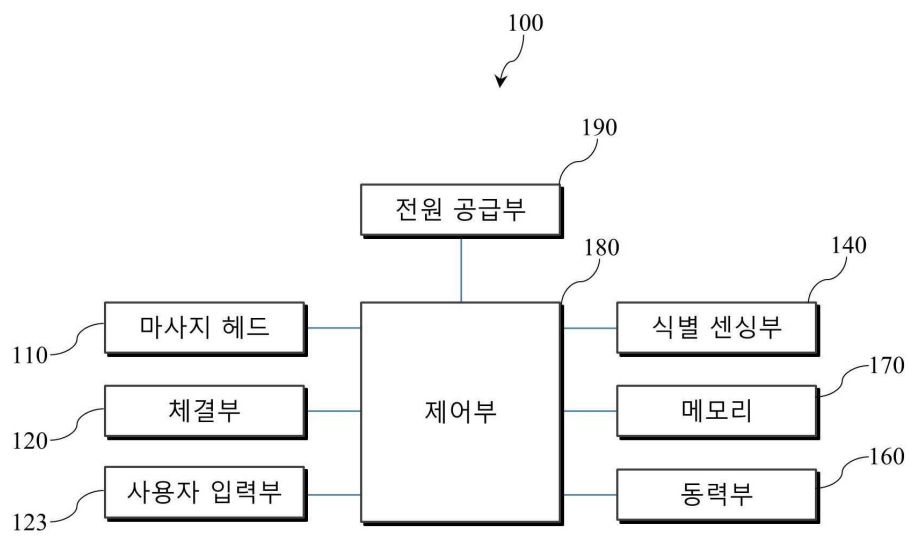 100
190
전원 공급부
180
140
마사지 헤드
식별 센싱부
110
170
체결부
제어부
메모리
120
160
사용자 입력부
동력부
123